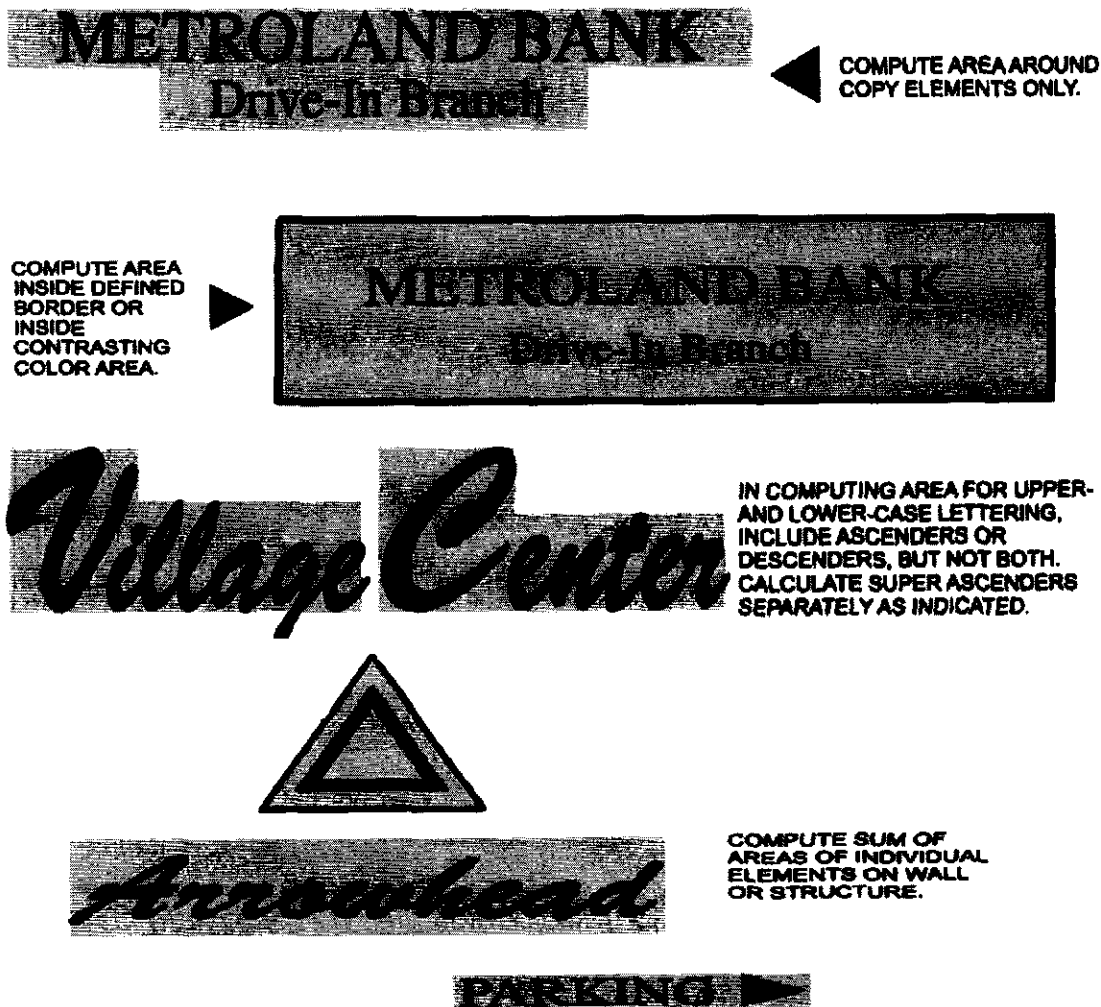 METROLAND BANK
Drive-In Branch
COMPUTE AREA AROUND
COPY ELEMENTS ONLY.
COMPUTE AREA
INSIDE DEFINED
BORDER OR
INSIDE
CONTRASTING
COLOR AREA.
METROLAND BANK
Drive-In Branch
Village Center
IN COMPUTING AREA FOR UPPER-
AND LOWER-CASE LETTERING,
INCLUDE ASCENDERS OR
DESCENDERS, BUT NOT BOTH.
CALCULATE SUPER ASCENDERS
SEPARATELY AS INDICATED.
Arrowhead
COMPUTE SUM OF
AREAS OF INDIVIDUAL
ELEMENTS ON WALL
OR STRUCTURE.
PARKING